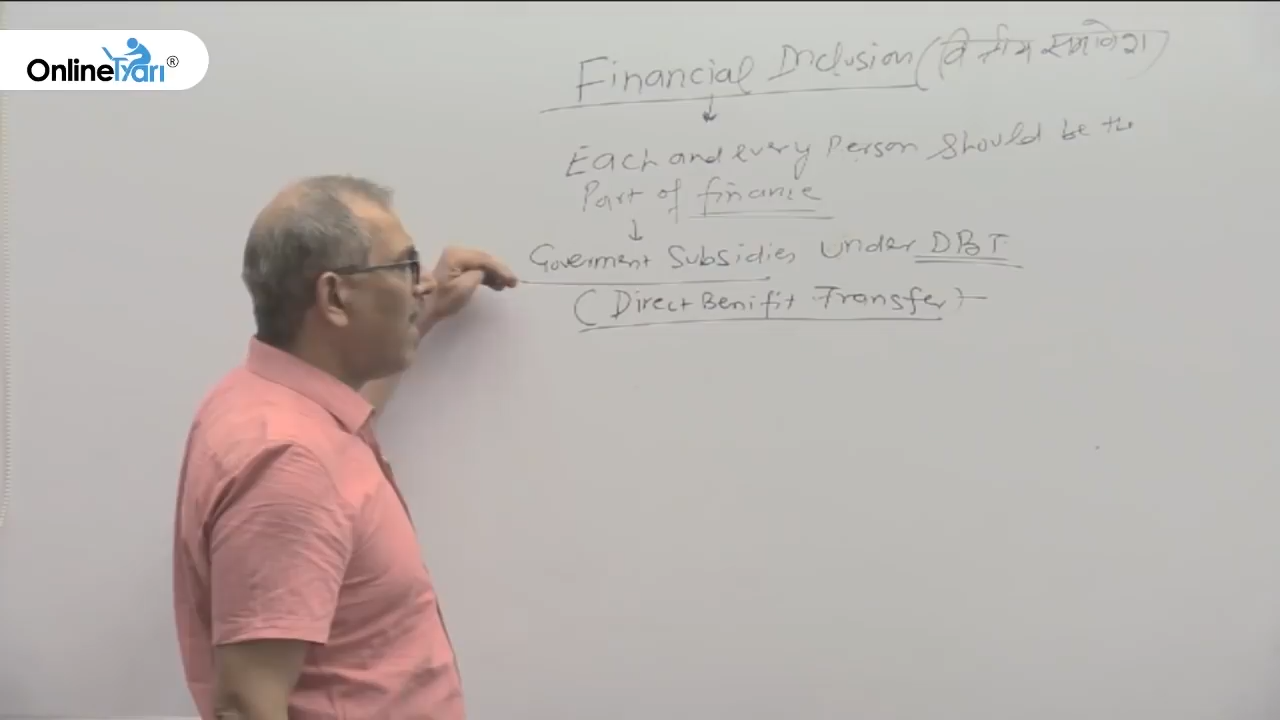 OnlineTyari®
Financial Inclusion (वित्तीय समावेश)
Each and every Person should be the
Part of finance
Goverment Subsidies Under DBT
(Direct Benifit Transfer)